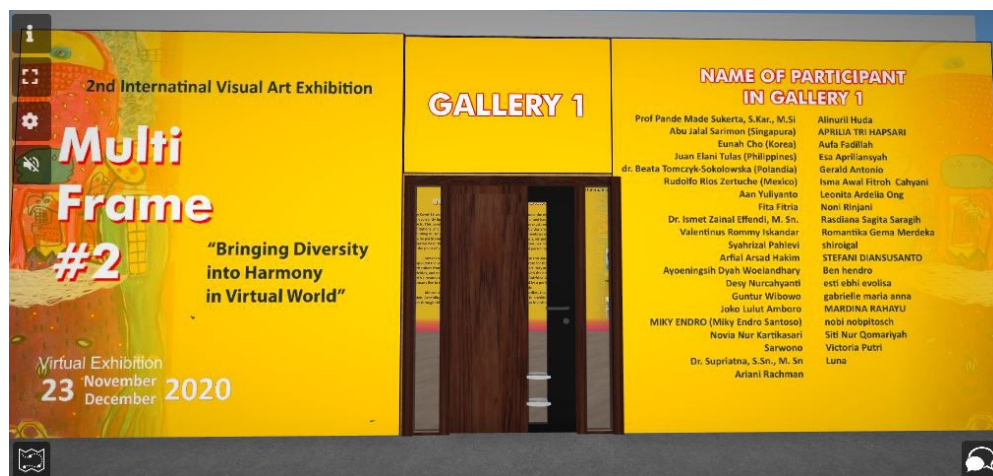 2nd Internatinal Visual Art Exhibition
Multi
Frame
#2
"Bringing Diversity
into Harmony
in Virtual World"
Virtual Exhibition
23 November
December 2020
GALLERY 1
NAME OF PARTICIPANT
IN GALLERY 1
Prof Pande Made Sukerta, S.Kar., M.Si
Abu Jalal Sarimon (Singapura)
Eunah Cho (Korea)
Juan Elani Tulas (Philippines)
dr. Beata Tomczyk-Sokolowska (Polandia)
Rudolfo Rios Zertuche (Mexico)
Aan Yuliyanto
Fita Fitria
Dr. Ismet Zainal Effendi, M. Sn.
Valentinus Rommy Iskandar
Syahrizal Pahlevi
Arfial Arsad Hakim
Ayoeningsih Dyah Woelandhary
Desy Nurcahyanti
Guntur Wibowo
Joko Lulut Amboro
MIKY ENDRO (Miky Endro Santoso)
Novia Nur Kartikasari
Sarwono
Dr. Supriatna, S.Sn., M. Sn
Ariani Rachman
Alinuril Huda
APRILIA TRI HAPSARI
Aufa Fadillah
Esa Apriliansyah
Gerald Antonio
Isma Awal Fitroh Cahyani
Leonita Ardelia Ong
Noni Rinjani
Rasdiana Sagita Saragih
Romantika Gema Merdeka
shiroigal
STEFANI DIANSUSANTO
Ben hendro
esti ebhi evolisa
gabrielle maria anna
MARDINA RAHAYU
nobi nobpitosch
Siti Nur Qomariyah
Victoria Putri
Luna